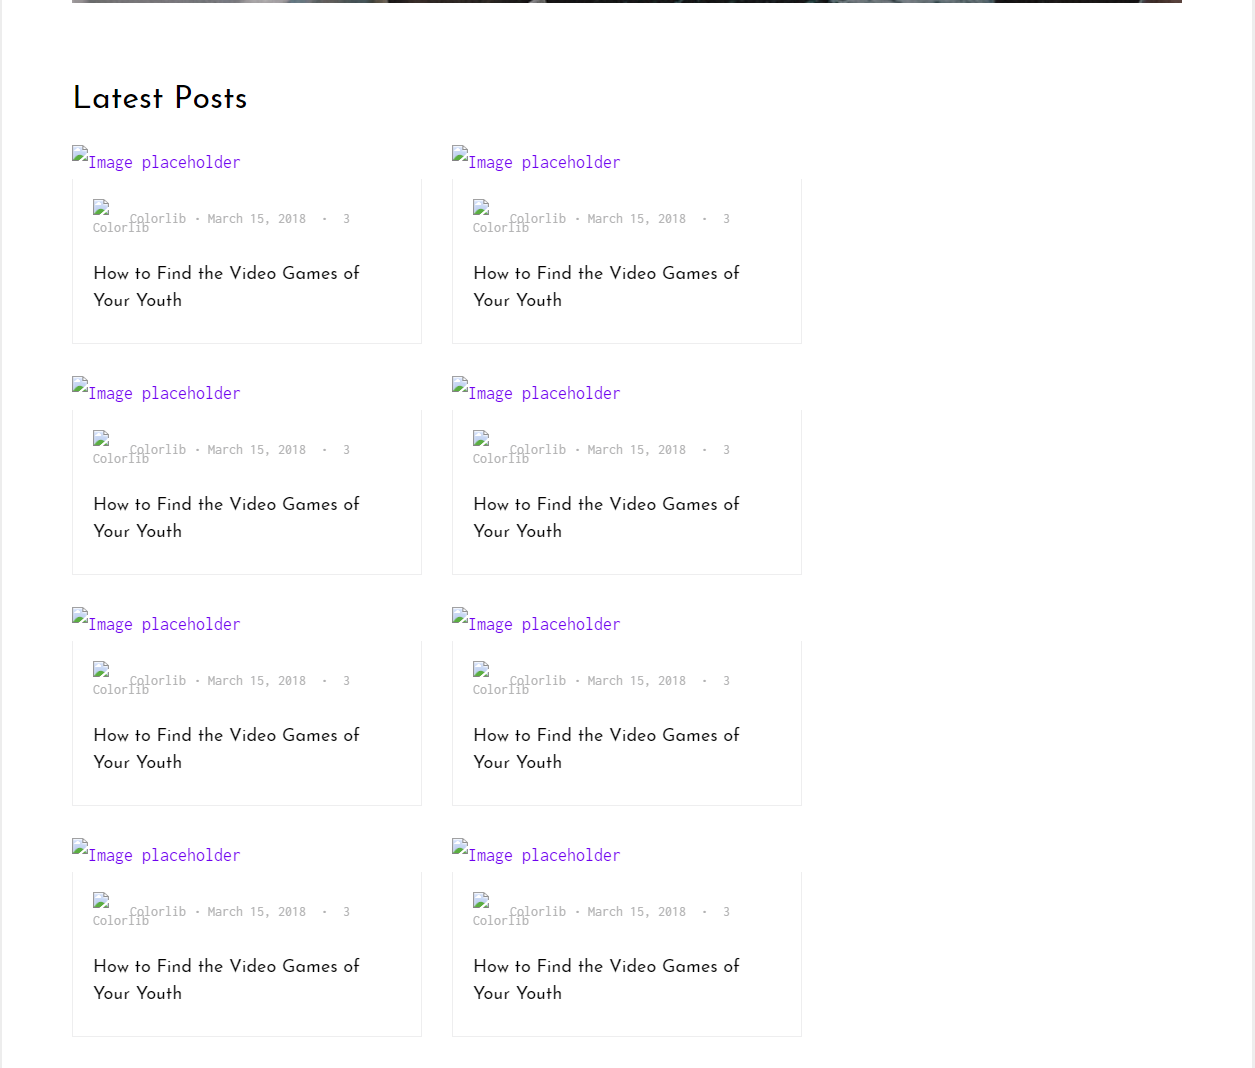 Latest Posts
Image placeholder
Image placeholder
Colorlib • March 15, 2018 • 3
Colorlib
Colorlib • March 15, 2018 • 3
Colorlib
How to Find the Video Games of
Your Youth
How to Find the Video Games of
Your Youth
Image placeholder
Image placeholder
Colorlib • March 15, 2018 • 3
Colorlib
Colorlib • March 15, 2018 • 3
Colorlib
How to Find the Video Games of
Your Youth
How to Find the Video Games of
Your Youth
Image placeholder
Image placeholder
Colorlib • March 15, 2018 • 3
Colorlib
Colorlib • March 15, 2018 • 3
Colorlib
How to Find the Video Games of
Your Youth
How to Find the Video Games of
Your Youth
Image placeholder
Image placeholder
Colorlib • March 15, 2018 • 3
Colorlib
Colorlib • March 15, 2018 • 3
Colorlib
How to Find the Video Games of
Your Youth
How to Find the Video Games of
Your Youth